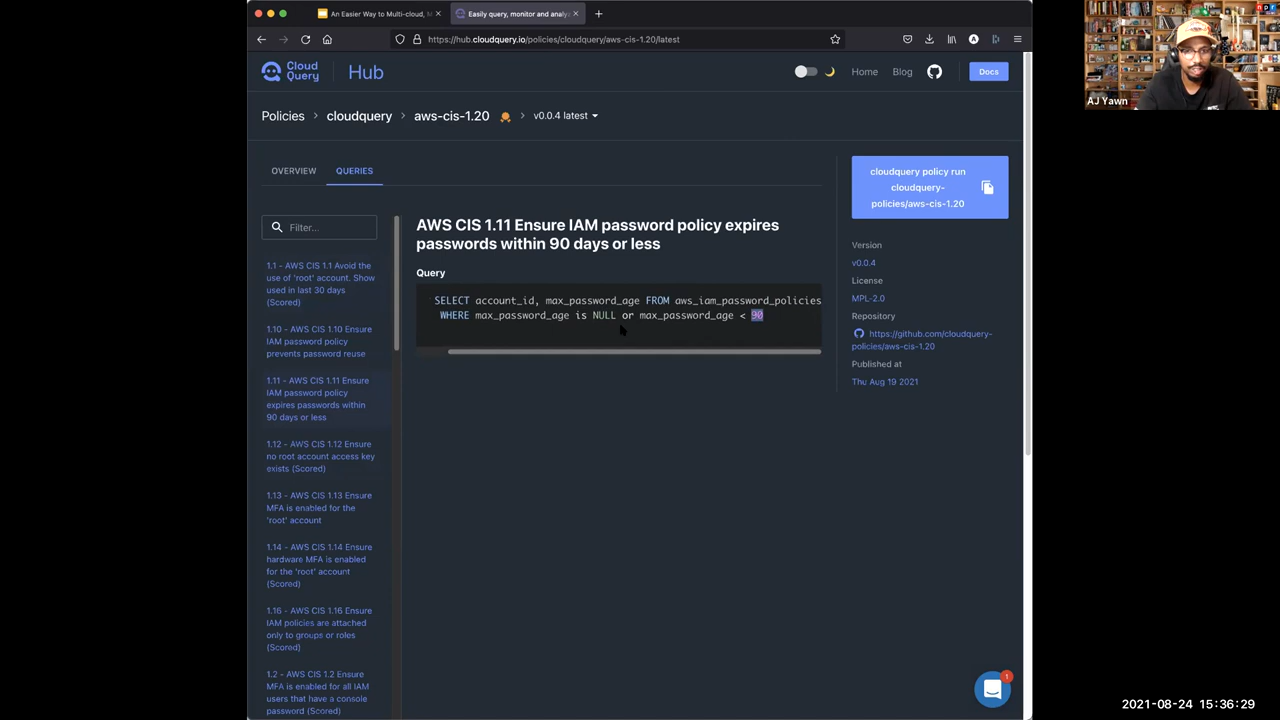 An Easier Way to Multi-cloud,
Easily query, monitor and analy
https://hub.cloudquery.io/policies/cloudquery/aws-cis-1.20/latest
Cloud
Query
Hub
Home
Blog
Docs
Policies > cloudquery > aws-cis-1.20 > v0.0.4 latest
OVERVIEW
QUERIES
Filter...
1.1 - AWS CIS 1.1 Avoid the
use of 'root' account. Show
used in last 30 days
(Scored)
1.10 - AWS CIS 1.10 Ensure
IAM password policy
prevents password reuse
1.11 - AWS CIS 1.11 Ensure
IAM password policy
expires passwords within
90 days or less
1.12 - AWS CIS 1.12 Ensure
no root account access key
exists (Scored)
1.13 - AWS CIS 1.13 Ensure
MFA is enabled for the
'root' account
1.14 - AWS CIS 1.14 Ensure
hardware MFA is enabled
for the 'root' account
(Scored)
1.16 - AWS CIS 1.16 Ensure
IAM policies are attached
only to groups or roles
(Scored)
1.2 - AWS CIS 1.2 Ensure
MFA is enabled for all IAM
users that have a console
password (Scored)
AWS CIS 1.11 Ensure IAM password policy expires
passwords within 90 days or less
Query
SELECT account_id, max_password_age FROM aws_iam_password_policies
WHERE max_password_age is NULL or max_password_age < 90
cloudquery policy run
cloudquery-
policies/aws-cis-1.20
Version
v0.0.4
License
MPL-2.0
Repository
https://github.com/cloudquery-
policies/aws-cis-1.20
Published at
Thu Aug 19 2021
1
AJ Yawn
npr
2021-08-24 15:36:29